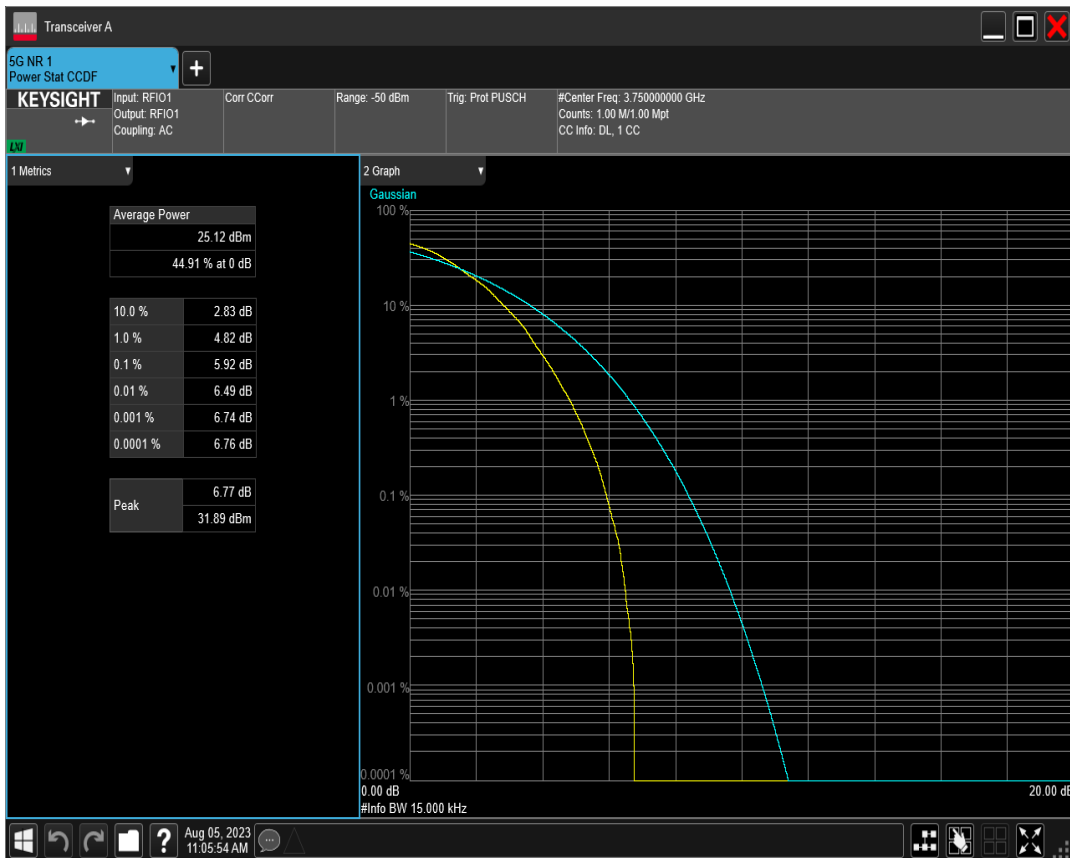 Transceiver A
5G NR 1
Power Stat CCDF
+
KEYSIGHT
LXI
Input: RFIO1
Output: RFIO1
Coupling: AC
Corr CCorr
Range: -50 dBm
Trig: Prot PUSCH
#Center Freq: 3.750000000 GHz
Counts: 1.00 M/1.00 Mpt
CC Info: DL, 1 CC
1 Metrics
Average Power
25.12 dBm
44.91 % at 0 dB
10.0 % 2.83 dB
1.0 % 4.82 dB
0.1 % 5.92 dB
0.01 % 6.49 dB
0.001 % 6.74 dB
0.0001 % 6.76 dB
Peak 6.77 dB
31.89 dBm
2 Graph
Gaussian
100 %
10 %
1 %
0.1 %
0.01 %
0.001 %
0.0001 %
0.00 dB 20.00 dB
#Info BW 15.000 kHz
?
Aug 05, 2023
11:05:54 AM